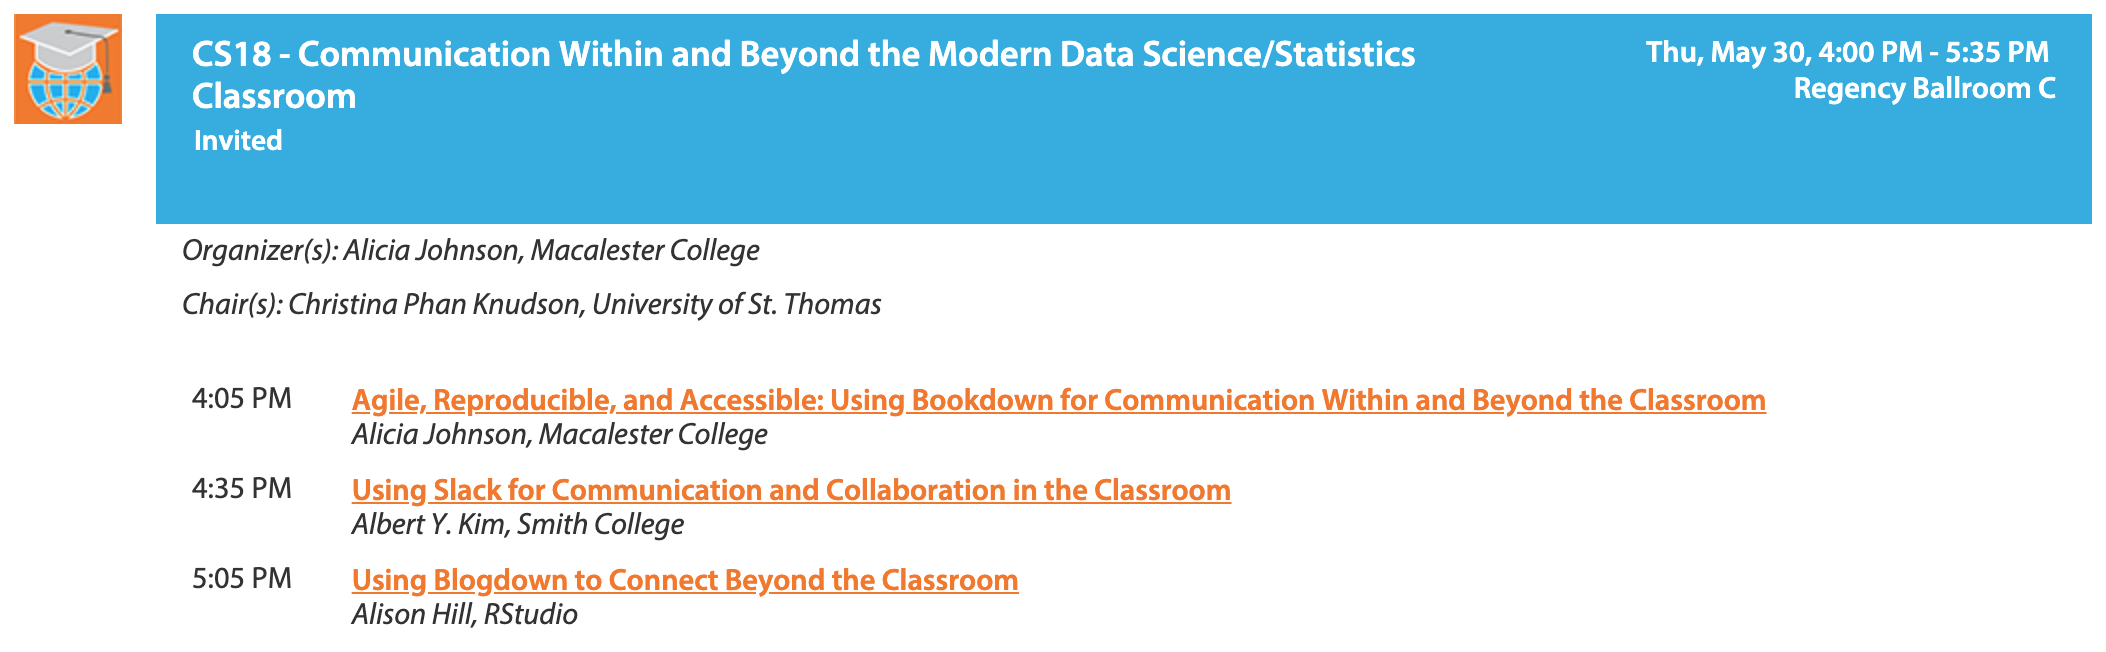 CS18 - Communication Within and Beyond the Modern Data Science/Statistics
Classroom
Invited
Thu, May 30, 4:00 PM - 5:35 PM
Regency Ballroom C
Organizer(s): Alicia Johnson, Macalester College
Chair(s): Christina Phan Knudson, University of St. Thomas
4:05 PM Agile, Reproducible, and Accessible: Using Bookdown for Communication Within and Beyond the Classroom
Alicia Johnson, Macalester College
4:35 PM Using Slack for Communication and Collaboration in the Classroom
Albert Y. Kim, Smith College
5:05 PM Using Blogdown to Connect Beyond the Classroom
Alison Hill, RStudio